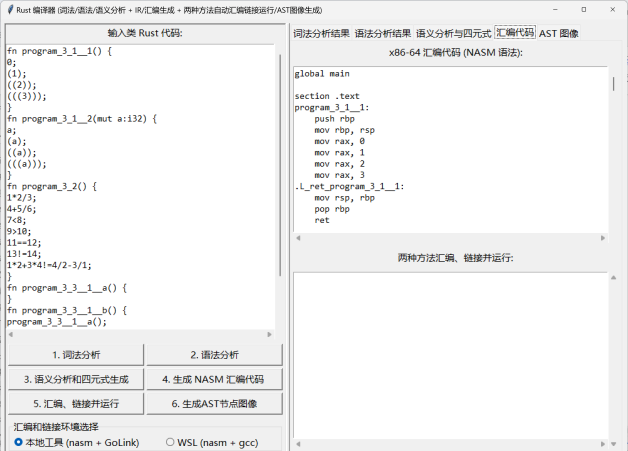 Rust 编译器 (词法/语法/语义分析 + IR/汇编生成 + 两种方法自动汇编链接运行/AST图像生成)
输入类 Rust 代码:
fn program_3_1__1() {
0;
(1);
((2));
(((3)));
}
fn program_3_1__2(mut a:i32) {
a;
(a);
((a));
(((a)));
}
fn program_3_2() {
1*2/3;
4+5/6;
7<8;
9>10;
11==12;
13!=14;
1*2+3*4!=4/2-3/1;
}
fn program_3_3__1__a() {
}
fn program_3_3__1__b() {
program_3_3__1__a();
1. 词法分析
2. 语法分析
3. 语义分析和四元式生成
4. 生成 NASM 汇编代码
5. 汇编、链接并运行
6. 生成AST节点图像
汇编和链接环境选择
本地工具 (nasm + GoLink)
WSL (nasm + gcc)
词法分析结果 语法分析结果 语义分析与四元式 汇编代码 AST 图像
x86-64 汇编代码 (NASM 语法):
global main
section .text
program_3_1__1:
push rbp
mov rbp, rsp
mov rax, 0
mov rax, 1
mov rax, 2
mov rax, 3
.L_ret_program_3_1__1:
mov rsp, rbp
pop rbp
ret
两种方法汇编、链接并运行: